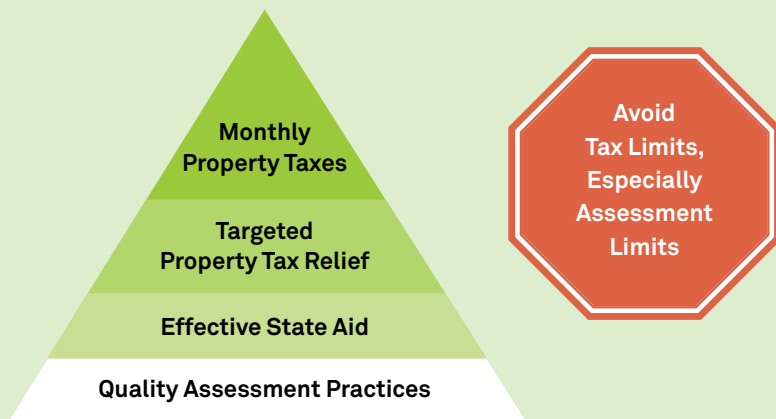 Monthly
Property Taxes
Targeted
Property Tax Relief
Effective State Aid
Quality Assessment Practices
Avoid
Tax Limits,
Especially
Assessment
Limits